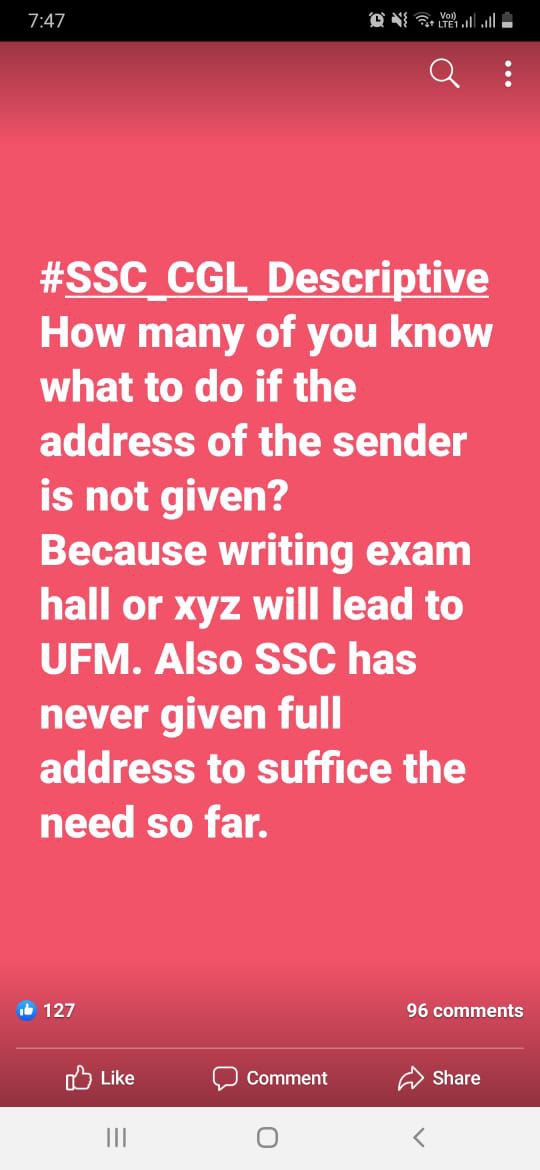 7:47
Vo)) LTE1
#SSC_CGL_Descriptive
How many of you know
what to do if the
address of the sender
is not given?
Because writing exam
hall or xyz will lead to
UFM. Also SSC has
never given full
address to suffice the
need so far.
127 96 comments
Like Comment Share